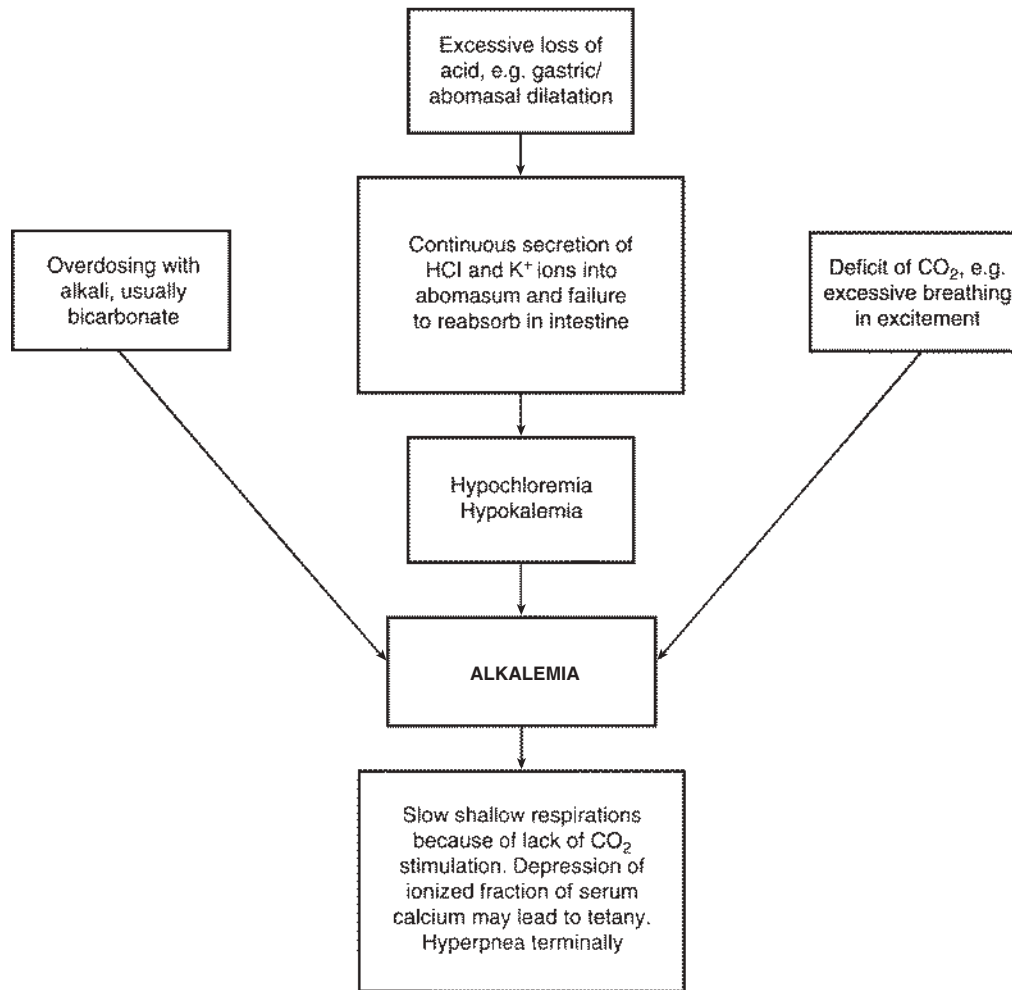 Excessive loss of
acid, e.g. gastric/
abomasal dilatation
Continuous secretion of
HCl and K⁺ ions into
abomasum and failure
to reabsorb in intestine
Overdosing with
alkali, usually
bicarbonate
Deficit of CO₂, e.g.
excessive breathing
in excitement
Hypochloremia
Hypokalemia
ALKALEMIA
Slow shallow respirations
because of lack of CO₂
stimulation. Depression of
ionized fraction of serum
calcium may lead to tetany.
Hyperpnea terminally